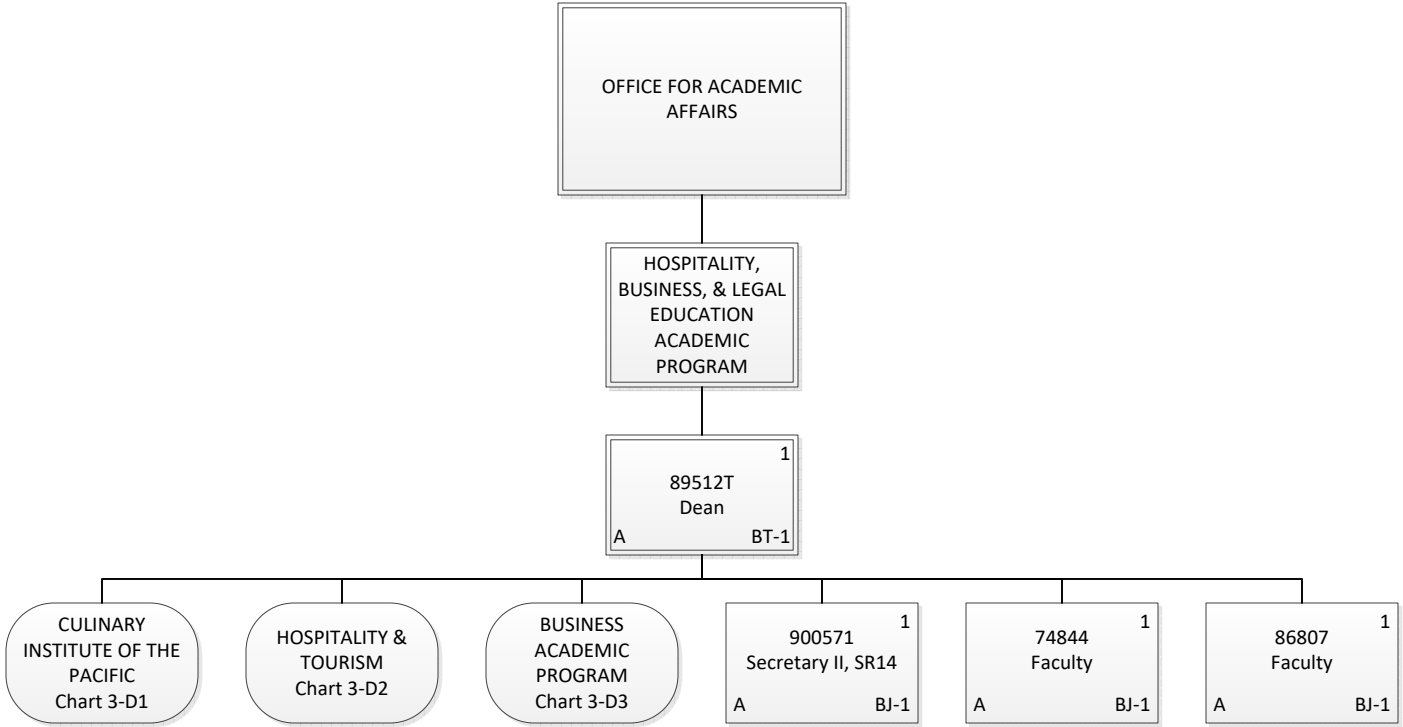 OFFICE FOR ACADEMIC
AFFAIRS
HOSPITALITY,
BUSINESS, & LEGAL
EDUCATION
ACADEMIC
PROGRAM
1
89512T
Dean
A BT-1
CULINARY
INSTITUTE OF THE
PACIFIC
Chart 3-D1
HOSPITALITY &
TOURISM
Chart 3-D2
BUSINESS
ACADEMIC
PROGRAM
Chart 3-D3
1
900571
Secretary II, SR14
A BJ-1
1
74844
Faculty
A BJ-1
1
86807
Faculty
A BJ-1